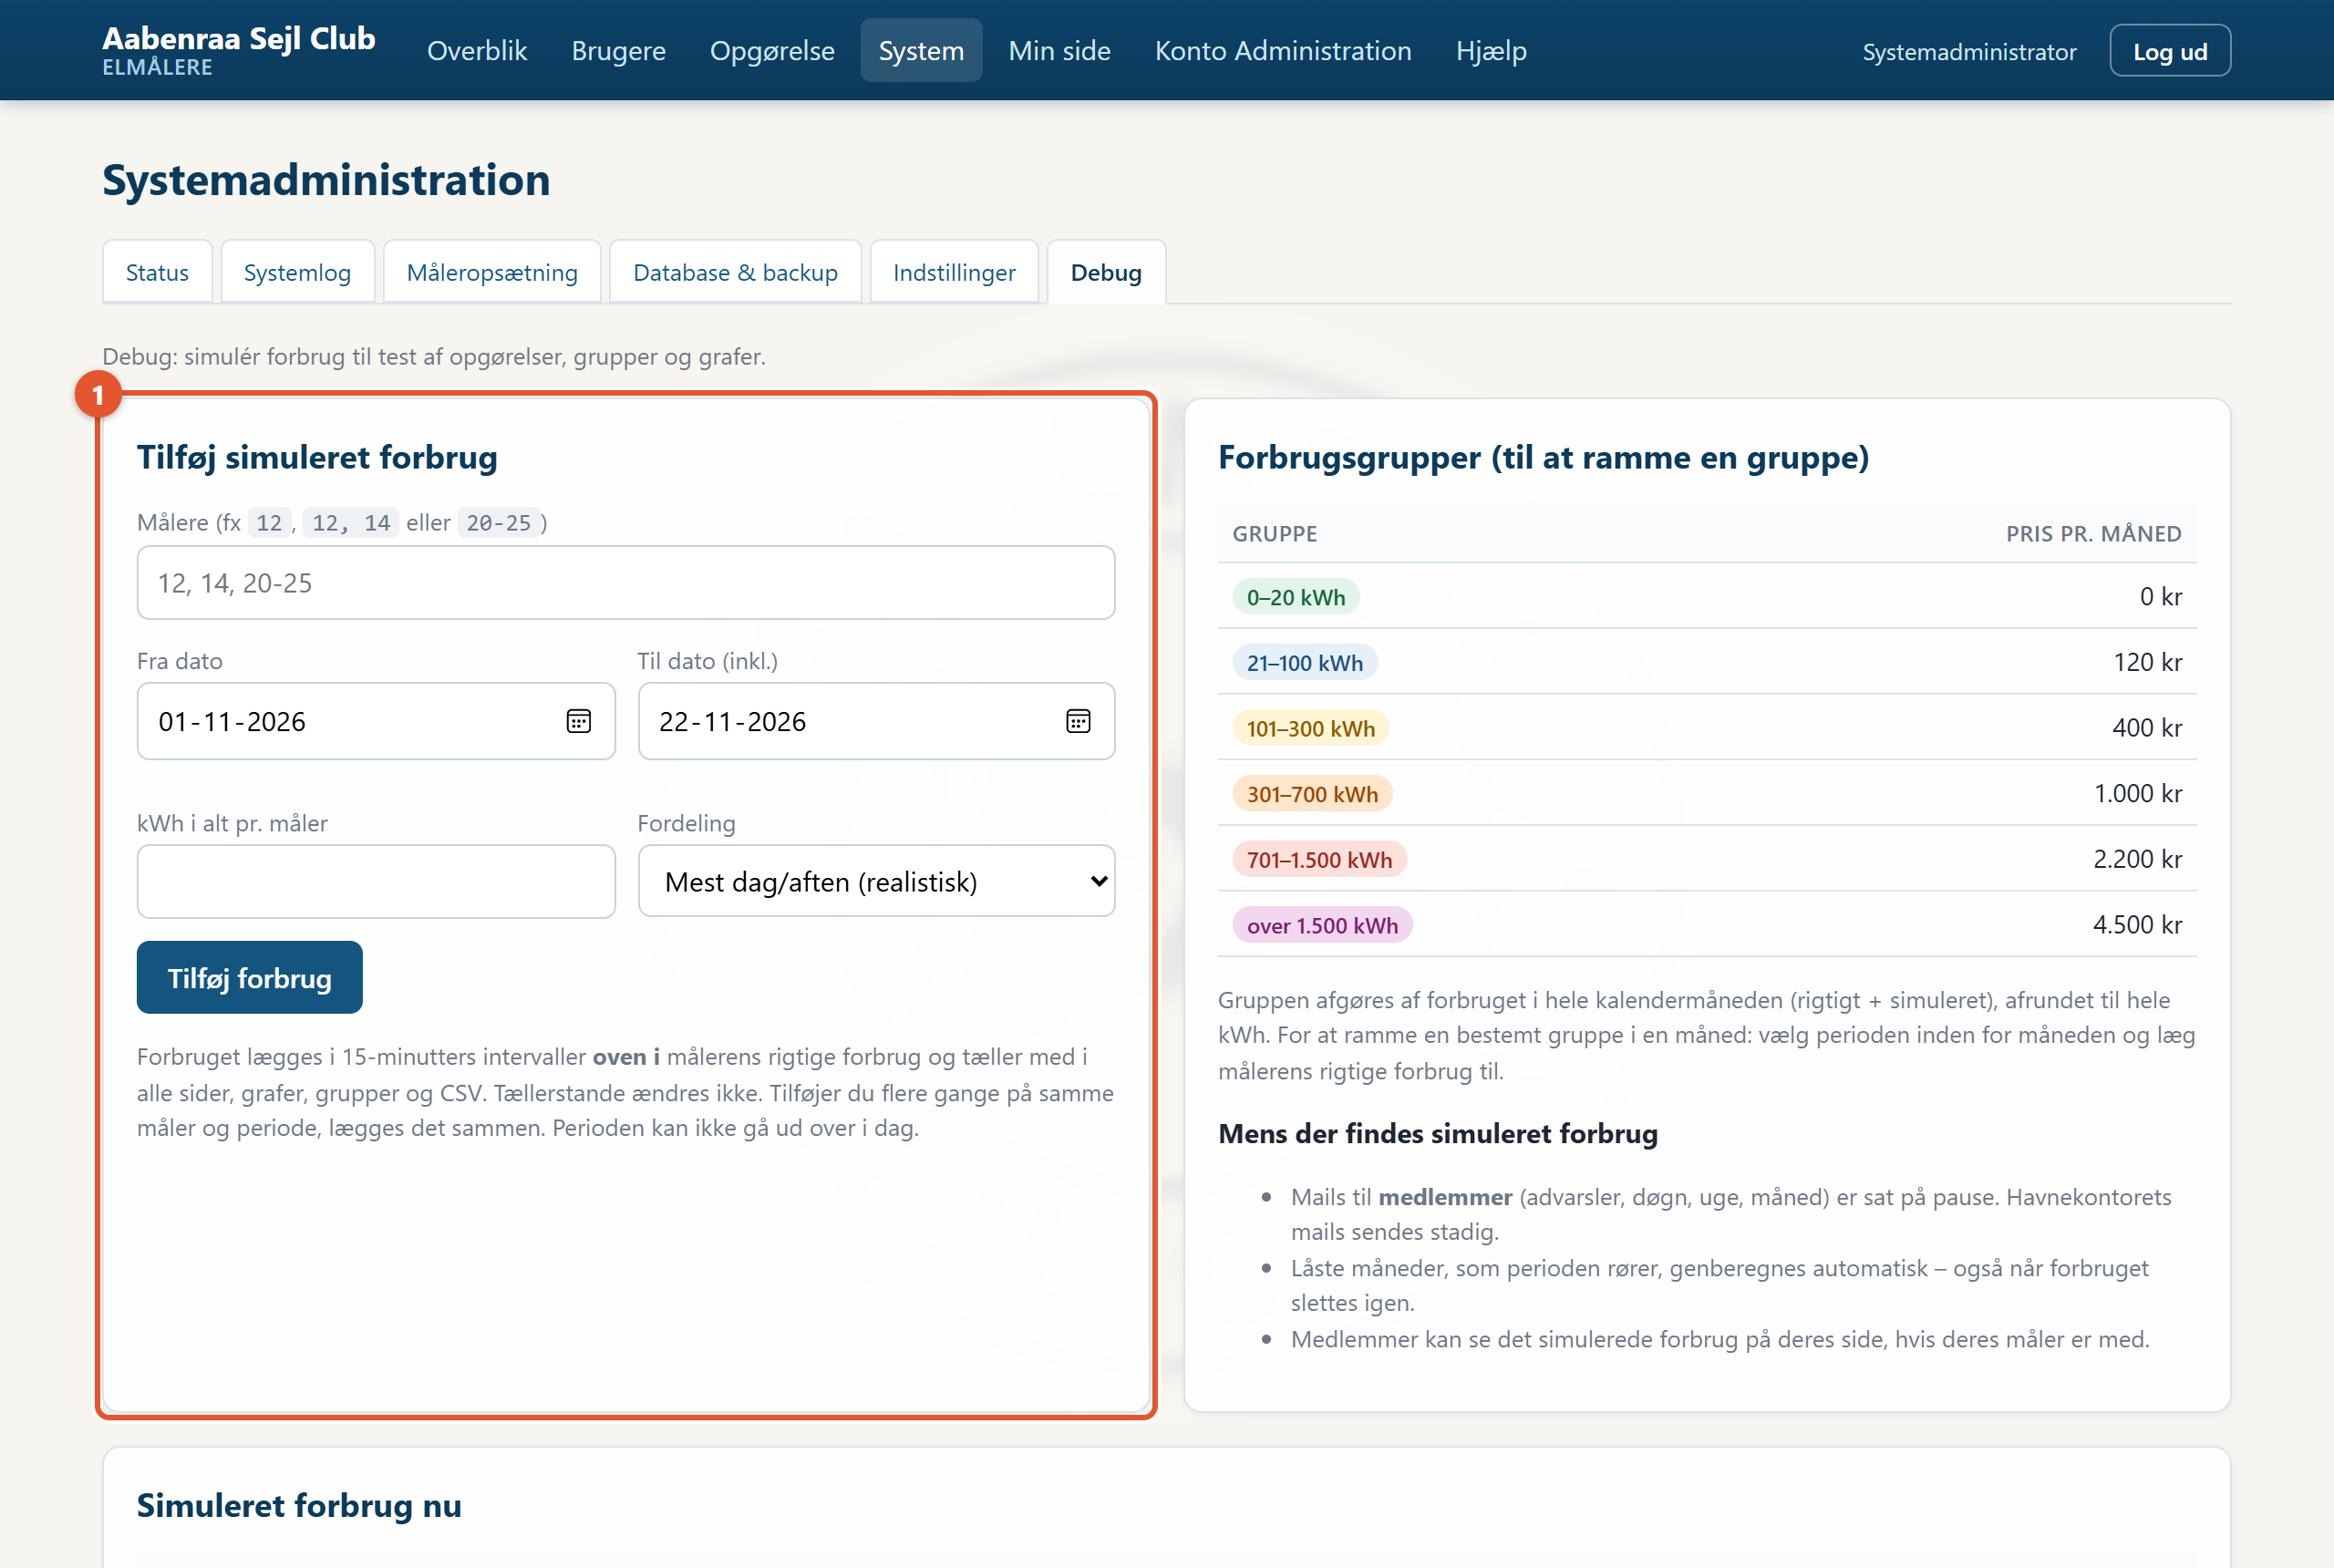 Aabenraa Sejl Club
ELMÅLERE
Overblik
Brugere
Opgørelse
System
Min side
Konto Administration
Hjælp
Systemadministrator
Log ud
Systemadministration
Status
Systemlog
Måleropsætning
Database & backup
Indstillinger
Debug
Debug: simulér forbrug til test af opgørelser, grupper og grafer.
1
Tilføj simuleret forbrug
Målere (fx 12, 12, 14 eller 20-25)
12, 14, 20-25
Fra dato
Til dato (inkl.)
01-11-2026
22-11-2026
kWh i alt pr. måler
Fordeling
Mest dag/aften (realistisk)
Tilføj forbrug
Forbruget lægges i 15-minutters intervaller oven i målerens rigtige forbrug og tæller med i
alle sider, grafer, grupper og CSV. Tællerstande ændres ikke. Tilføjer du flere gange på samme
måler og periode, lægges det sammen. Perioden kan ikke gå ud over i dag.
Forbrugsgrupper (til at ramme en gruppe)
GRUPPE
PRIS PR. MÅNED
0–20 kWh
0 kr
21–100 kWh
120 kr
101–300 kWh
400 kr
301–700 kWh
1.000 kr
701–1.500 kWh
2.200 kr
over 1.500 kWh
4.500 kr
Gruppen afgøres af forbruget i hele kalendermåneden (rigtigt + simuleret), afrundet til hele
kWh. For at ramme en bestemt gruppe i en måned: vælg perioden inden for måneden og læg
målerens rigtige forbrug til.
Mens der findes simuleret forbrug
Mails til medlemmer (advarsler, døgn, uge, måned) er sat på pause. Havnekontorets
mails sendes stadig.
Låste måneder, som perioden rører, genberegnes automatisk – også når forbruget
slettes igen.
Medlemmer kan se det simulerede forbrug på deres side, hvis deres måler er med.
Simuleret forbrug nu